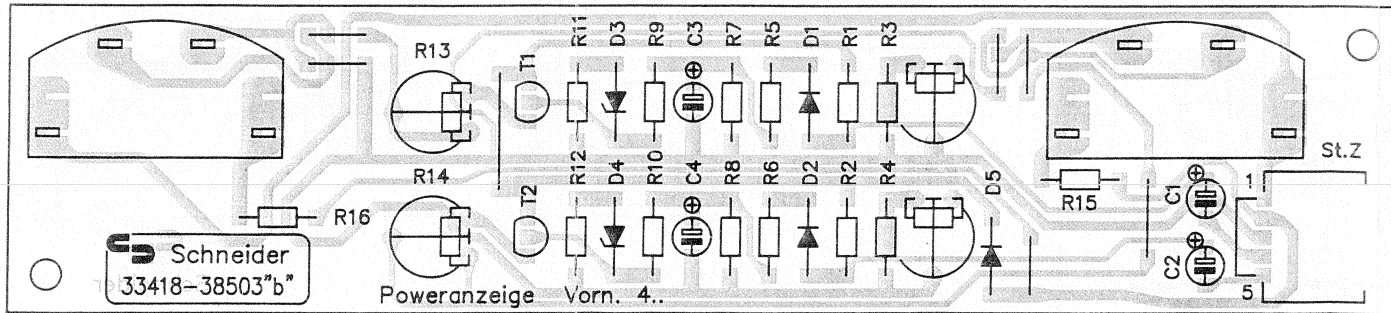 R11 D3 R9 C3 R7 R5 D1 R1 R3
R13
T1
R12 D4 R10 C4 R8 R6 D2 R2 R4
R14
T2
D5
St.Z
R15
C1
1
R16
C2
5
Schneider
33418-38503"b"
Poweranzeige Vorn. 4..